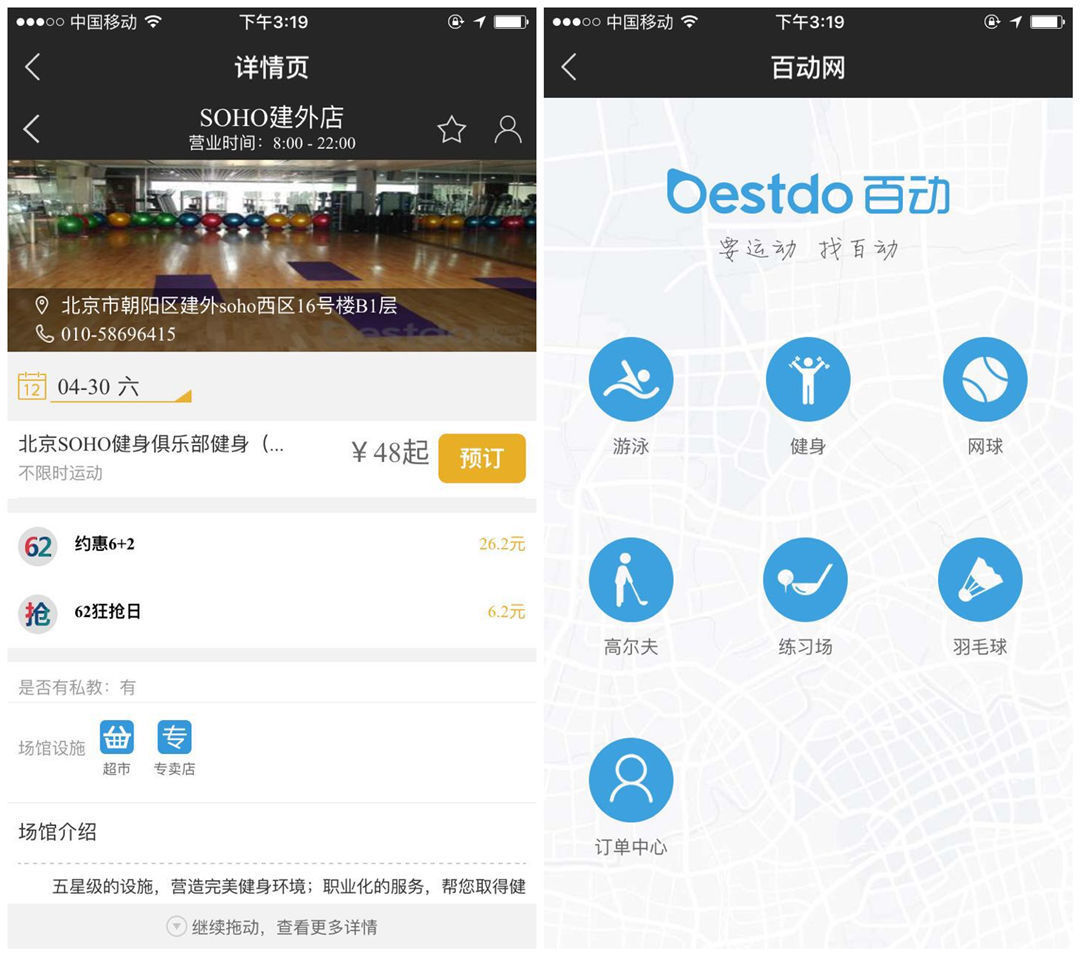 中国移动
下午3:19
详情页
SOHO建外店
营业时间：8:00 - 22:00
北京市朝阳区建外soho西区16号楼B1层
010-58696415
12
04-30 六
北京SOHO健身俱乐部健身（...
¥ 48起
预订
不限时运动
62
约惠6+2
26.2元
抢
62狂抢日
6.2元
是否有私教：有
场馆设施
专
超市
专卖店
场馆介绍
五星级的设施，营造完美健身环境；职业化的服务，帮您取得健
继续拖动，查看更多详情
中国移动
下午3:19
百动网
bestdo 百动
要运动 找百动
游泳
健身
网球
高尔夫
练习场
羽毛球
订单中心